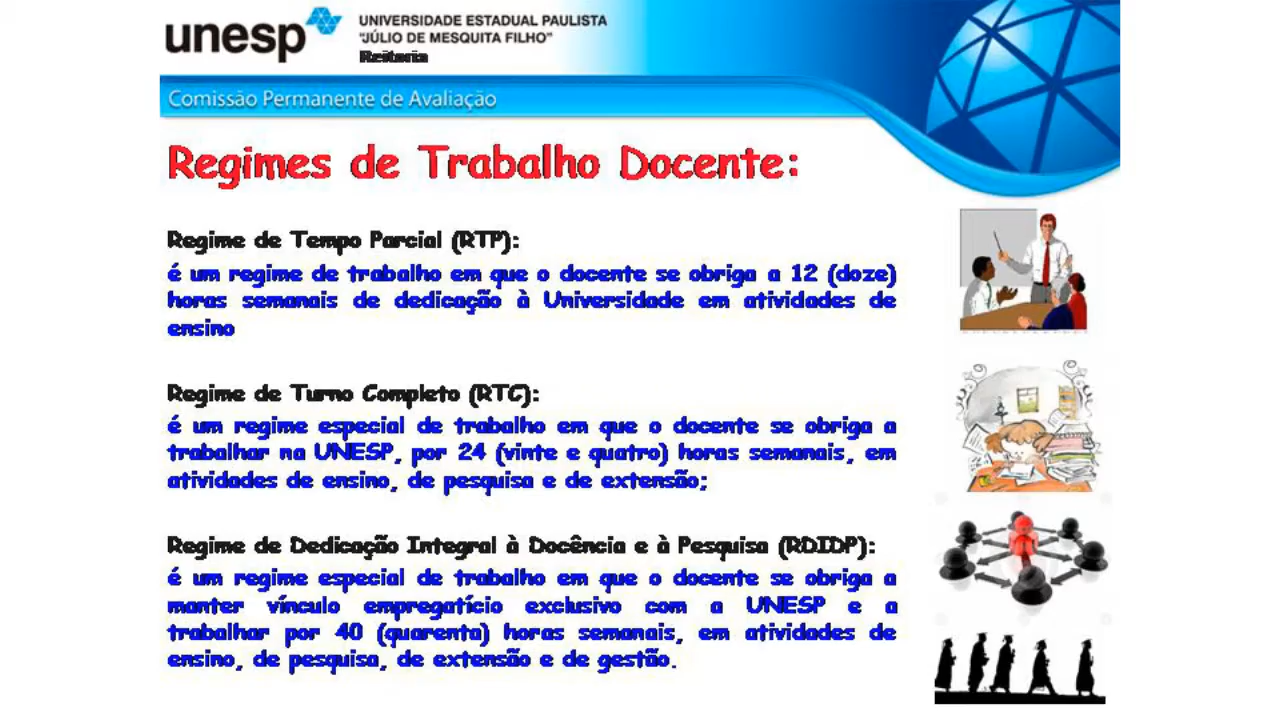 unesp
UNIVERSIDADE ESTADUAL PAULISTA
"JÚLIO DE MESQUITA FILHO"
Reitoria
Comissão Permanente de Avaliação
Regimes de Trabalho Docente:
Regime de Tempo Parcial (RTP):
é um regime de trabalho em que o docente se obriga a 12 (doze)
horas semanais de dedicação à Universidade em atividades de
ensino
Regime de Turno Completo (RTC):
é um regime especial de trabalho em que o docente se obriga a
trabalhar na UNESP, por 24 (vinte e quatro) horas semanais, em
atividades de ensino, de pesquisa e de extensão;
Regime de Dedicação Integral à Docência e à Pesquisa (RDIDP):
é um regime especial de trabalho em que o docente se obriga a
manter vínculo empregatício exclusivo com a UNESP e a
trabalhar por 40 (quarenta) horas semanais, em atividades de
ensino, de pesquisa, de extensão e de gestão.